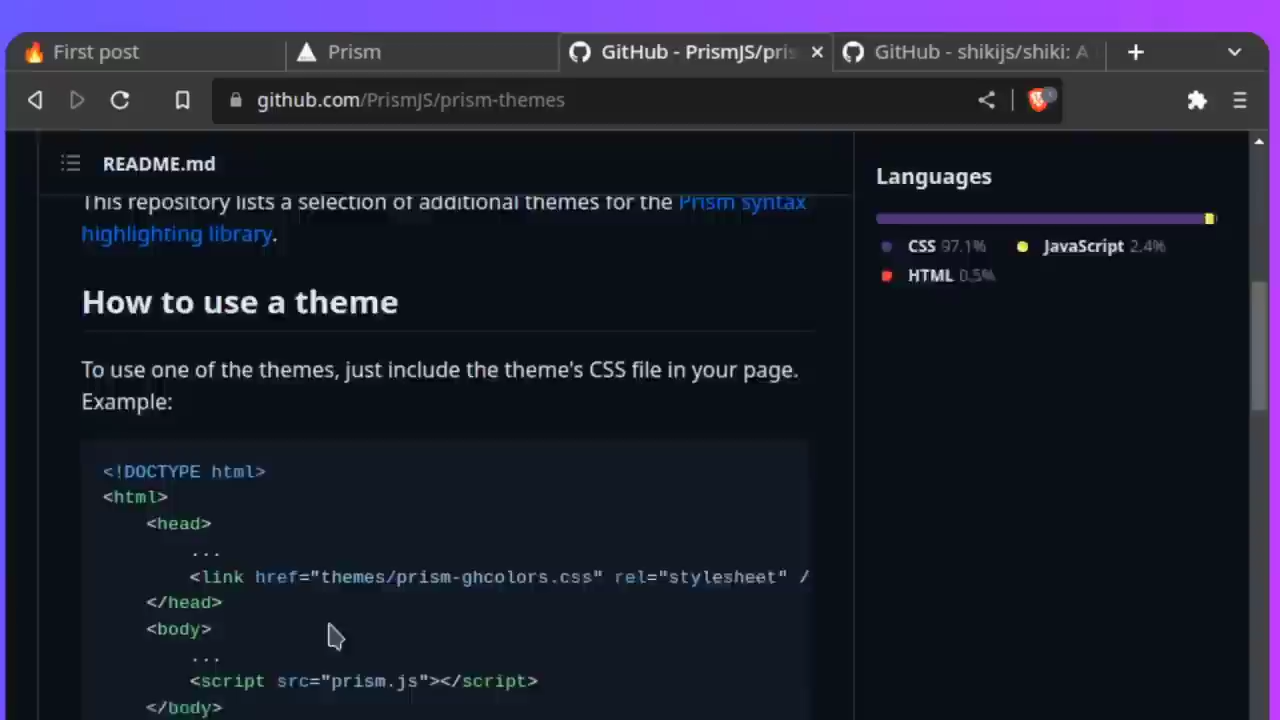 First post
Prism
GitHub - PrismJS/pris
GitHub - shikijs/shiki: A
github.com/PrismJS/prism-themes
README.md
This repository lists a selection of additional themes for the Prism syntax
highlighting library.
How to use a theme
To use one of the themes, just include the theme's CSS file in your page.
Example:
<!DOCTYPE html>
<html>
    <head>
        ...
        <link href="themes/prism-ghcolors.css" rel="stylesheet" /
    </head>
    <body>
        ...
        <script src="prism.js"></script>
    </body>
Languages
CSS 97.1%
JavaScript 2.4%
HTML 0.5%